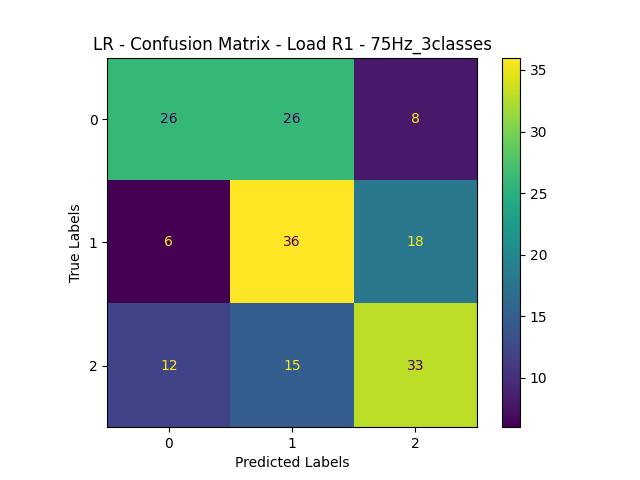 LR - Confusion Matrix - Load R1 - 75Hz_3classes
True Labels
0 26 26 8
1 6 36 18
2 12 15 33
0 1 2
Predicted Labels
35
30
25
20
15
10